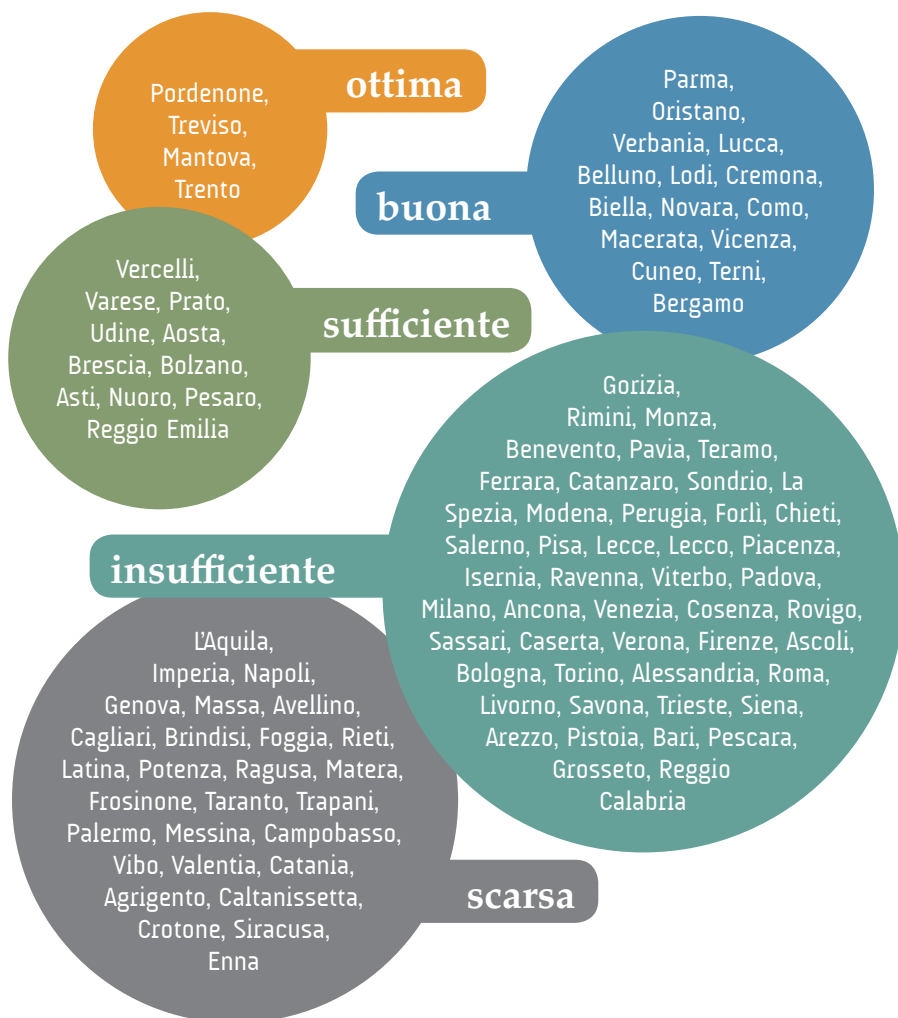 ottima
Pordenone,
Treviso,
Mantova,
Trento
buona
Parma,
Oristano,
Verbania, Lucca,
Belluno, Lodi, Cremona,
Biella, Novara, Como,
Macerata, Vicenza,
Cuneo, Terni,
Bergamo
sufficiente
Vercelli,
Varese, Prato,
Udine, Aosta,
Brescia, Bolzano,
Asti, Nuoro, Pesaro,
Reggio Emilia
insufficiente
Gorizia,
Rimini, Monza,
Benevento, Pavia, Teramo,
Ferrara, Catanzaro, Sondrio, La
Spezia, Modena, Perugia, Forlì, Chieti,
Salerno, Pisa, Lecce, Lecco, Piacenza,
Isernia, Ravenna, Viterbo, Padova,
Milano, Ancona, Venezia, Cosenza, Rovigo,
Sassari, Caserta, Verona, Firenze, Ascoli,
Bologna, Torino, Alessandria, Roma,
Livorno, Savona, Trieste, Siena,
Arezzo, Pistoia, Bari, Pescara,
Grosseto, Reggio
Calabria
scarsa
L'Aquila,
Imperia, Napoli,
Genova, Massa, Avellino,
Cagliari, Brindisi, Foggia, Rieti,
Latina, Potenza, Ragusa, Matera,
Frosinone, Taranto, Trapani,
Palermo, Messina, Campobasso,
Vibo, Valentia, Catania,
Agrigento, Caltanissetta,
Crotone, Siracusa,
Enna